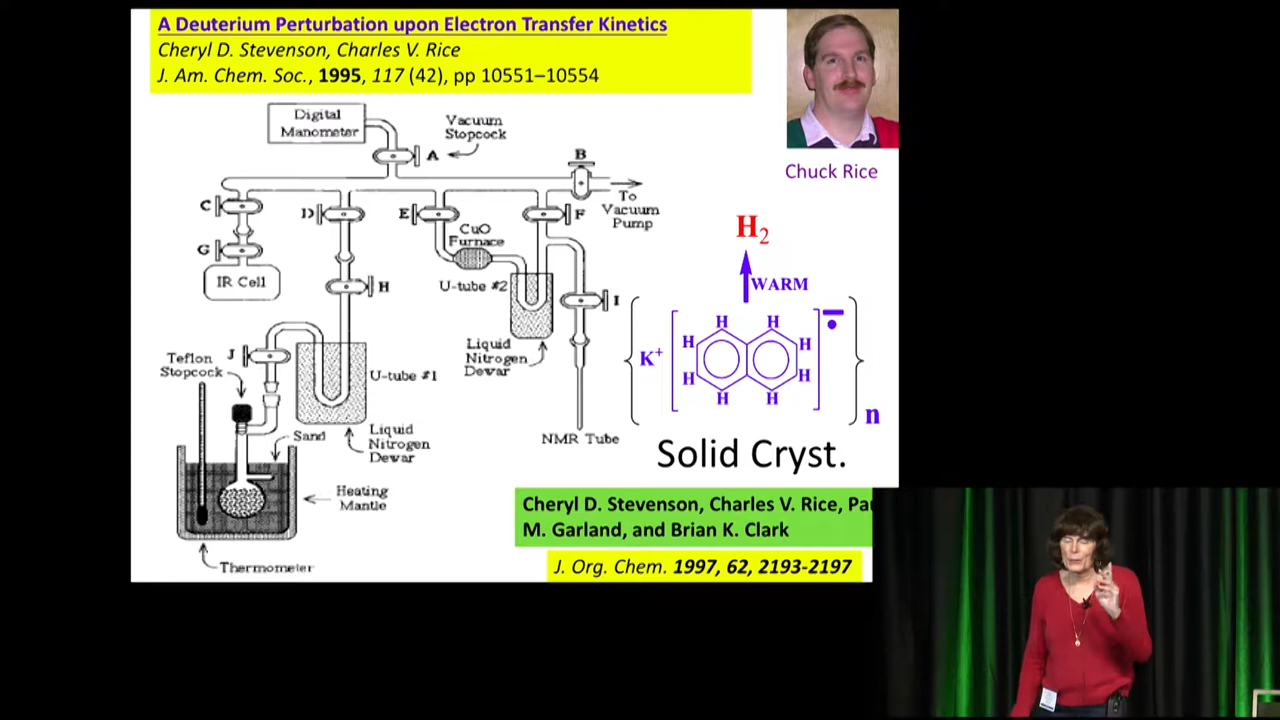 A Deuterium Perturbation upon Electron Transfer Kinetics
Cheryl D. Stevenson, Charles V. Rice
J. Am. Chem. Soc., 1995, 117 (42), pp 10551–10554
Chuck Rice
Digital
Manometer
Vacuum
Stopcock
A
B
To
Vacuum
Pump
C
D
E
F
G
IR Cell
H
CuO
Furnace
U-tube #2
I
Liquid
Nitrogen
Dewar
NMR Tube
Teflon
Stopcock
J
U-tube #1
Sand
Liquid
Nitrogen
Dewar
Heating
Mantle
Thermometer
H2
WARM
K+
H H
H H
H H
H H
n
Solid Cryst.
Cheryl D. Stevenson, Charles V. Rice,
M. Garland, and Brian K. Clark
J. Org. Chem. 1997, 62, 2193-2197